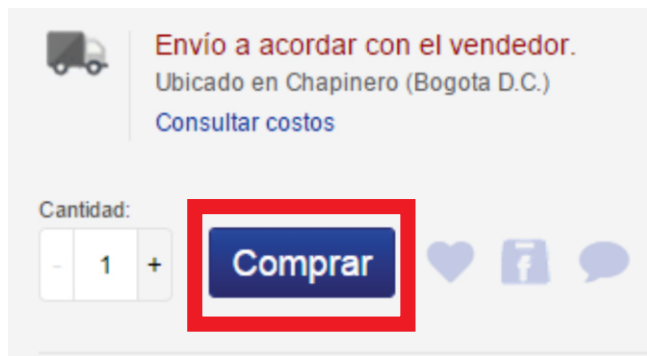 Envío a acordar con el vendedor.
Ubicado en Chapinero (Bogota D.C.)
Consultar costos
Cantidad:
- 1 + Comprar f